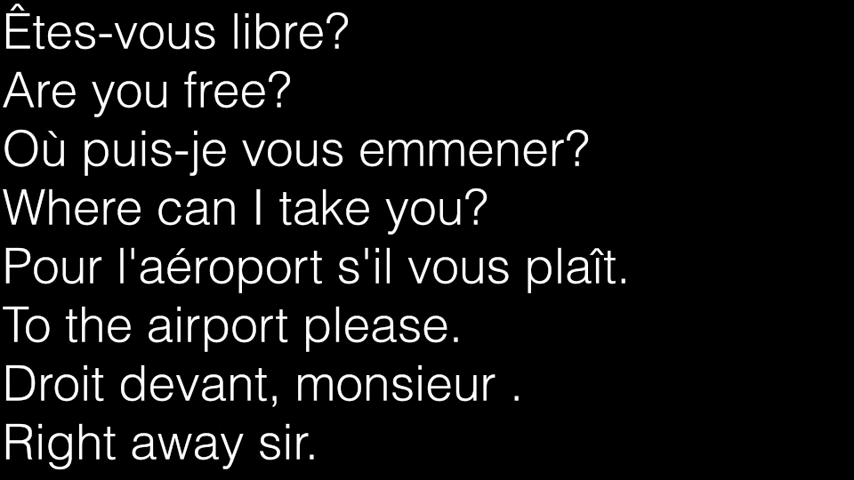 Êtes-vous libre?
Are you free?
Où puis-je vous emmener?
Where can I take you?
Pour l'aéroport s'il vous plaît.
To the airport please.
Droit devant, monsieur .
Right away sir.